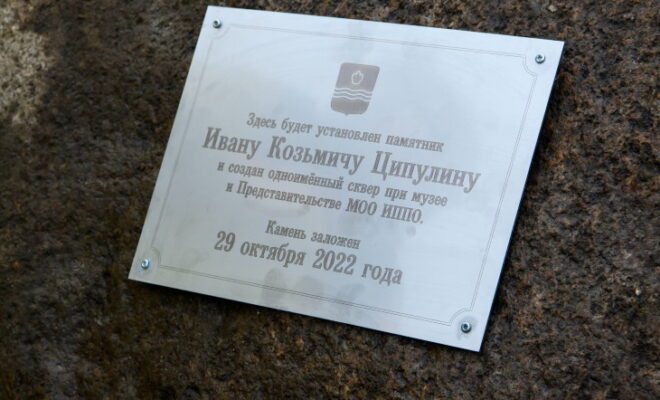 Здесь будет установлен памятник
Ивану Козьмичу Ципулину
и создан одноимённый сквер при музее
и Представительстве МОО ИППО.
Камень заложен
29 октября 2022 года